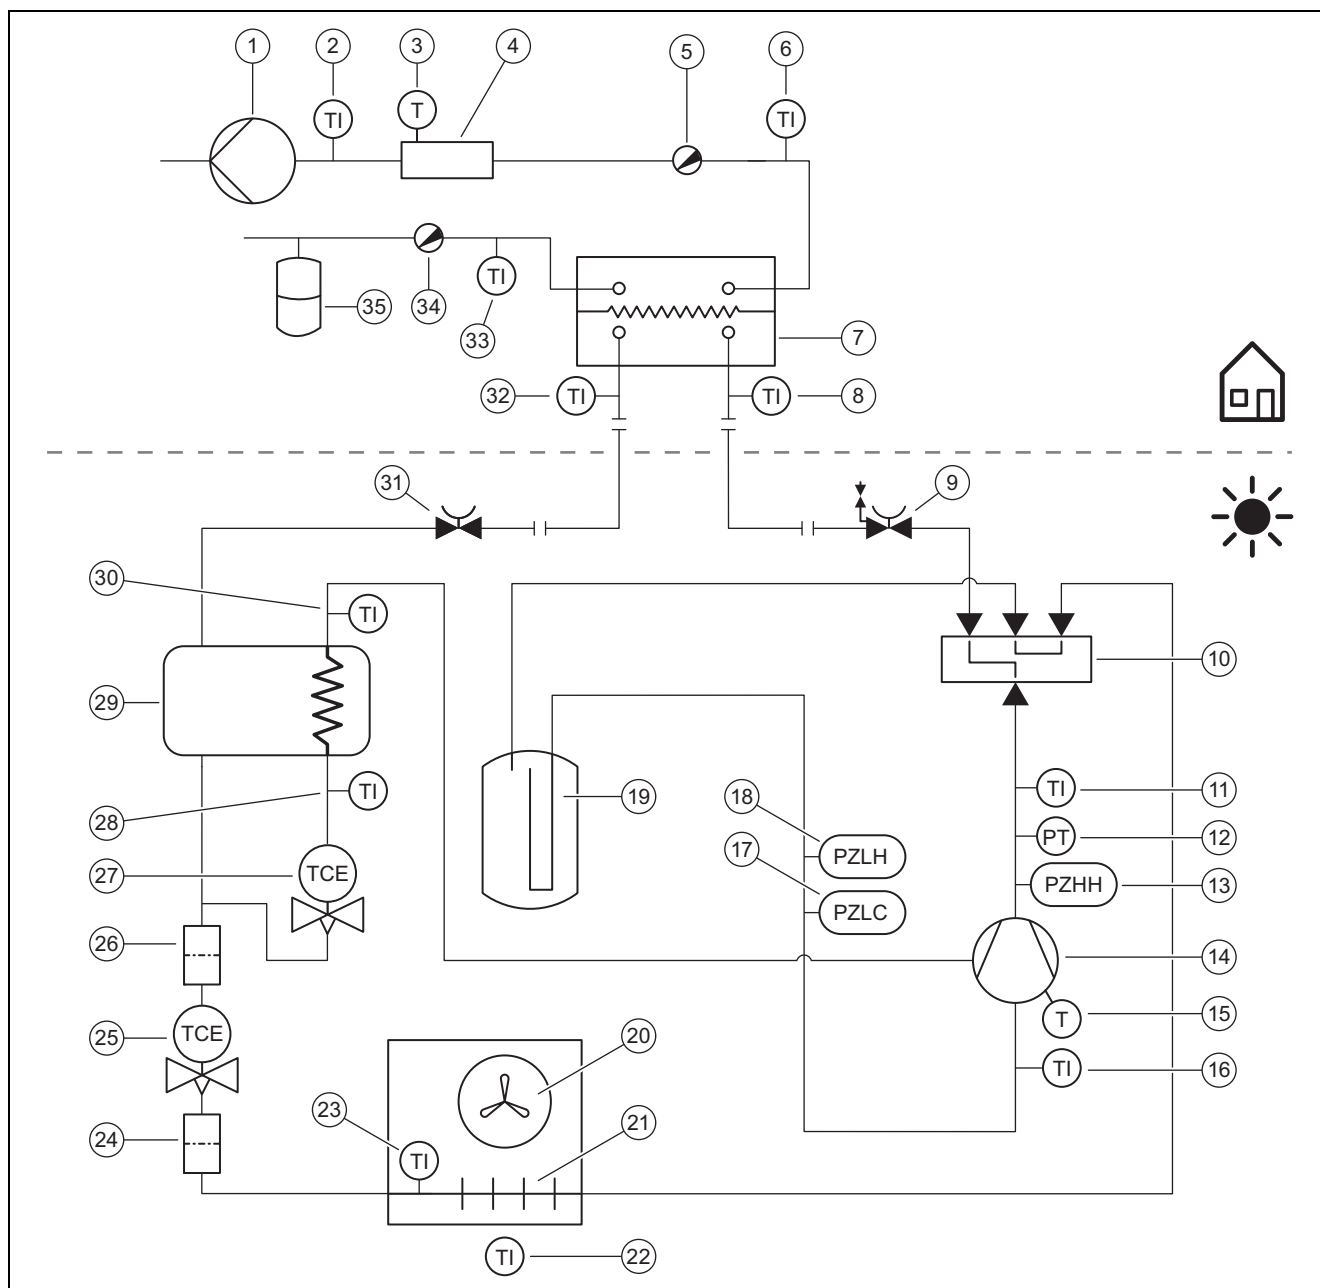 1 2 3 4 5 6
TI T TI
TI
35 34 33 7
32 TI TI 8
31 9
30 TI
10
29
28 TI 19 18 TI 11
17 PZLH PT 12
27 TCE PZLC PZHH 13
26
14
25 TCE 20 T 15
TI 16
23
24 TI 21
TI 22